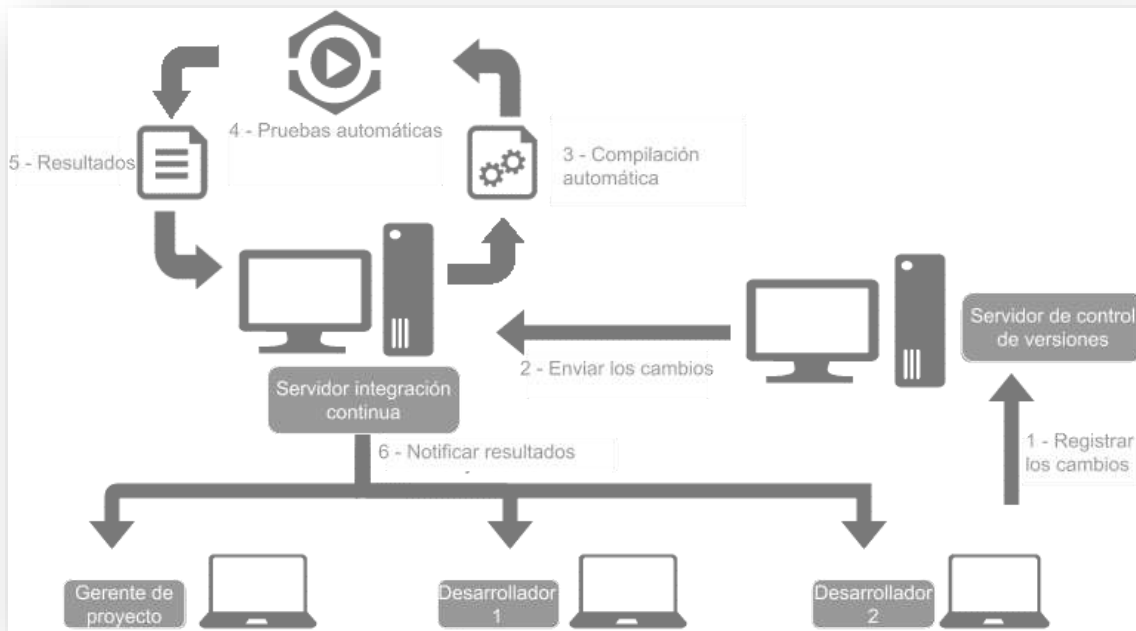 4 - Pruebas automáticas
5 - Resultados
3 - Compilación
automática
Servidor de control
de versiones
2 - Enviar los cambios
Servidor integración
continua
6 - Notificar resultados
1 - Registrar
los cambios
Gerente de
proyecto
Desarrollador
1
Desarrollador
2